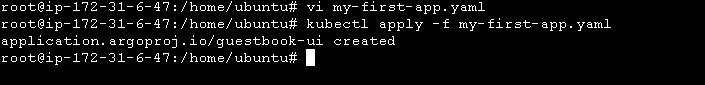 root@ip-172-31-6-47:/home/ubuntu# vi my-first-app.yaml
root@ip-172-31-6-47:/home/ubuntu# kubectl apply -f my-first-app.yaml
application.argoproj.io/guestbook-ui created
root@ip-172-31-6-47:/home/ubuntu#